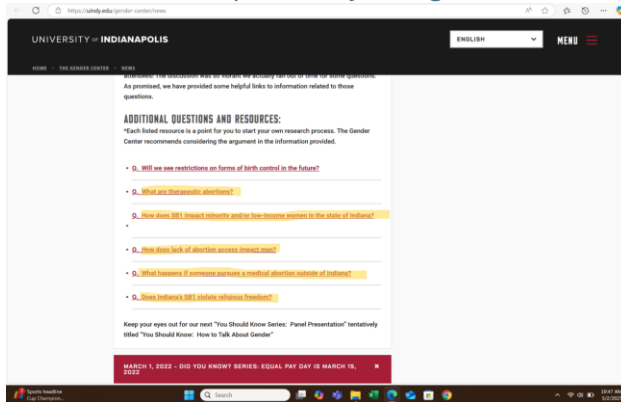 https://uindy.edu/gender-center/news
UNIVERSITY of INDIANAPOLIS
ENGLISH
MENU
HOME
THE GENDER CENTER
NEWS
attendees! The discussion was so vibrant we actually ran out of time for some questions.
As promised, we have provided some helpful links to information related to those
questions.
ADDITIONAL QUESTIONS AND RESOURCES:
*Each listed resource is a point for you to start your own research process. The Gender
Center recommends considering the argument in the information provided.
• Q. Will we see restrictions on forms of birth control in the future?
• Q. What are therapeutic abortions?
Q. How does SB1 impact minority and/or low-income women in the state of Indiana?
•
• Q. How does lack of abortion access impact men?
• Q. What happens if someone pursues a medical abortion outside of Indiana?
• Q. Does Indiana's SB1 violate religious freedom?
Keep your eyes out for our next "You Should Know Series: Panel Presentation" tentatively
titled "You Should Know: How to Talk About Gender"
MARCH 1, 2022 - DID YOU KNOW? SERIES: EQUAL PAY DAY IS MARCH 15,
2022
Sports headline
Cup Champion...
Search
10:47 AM